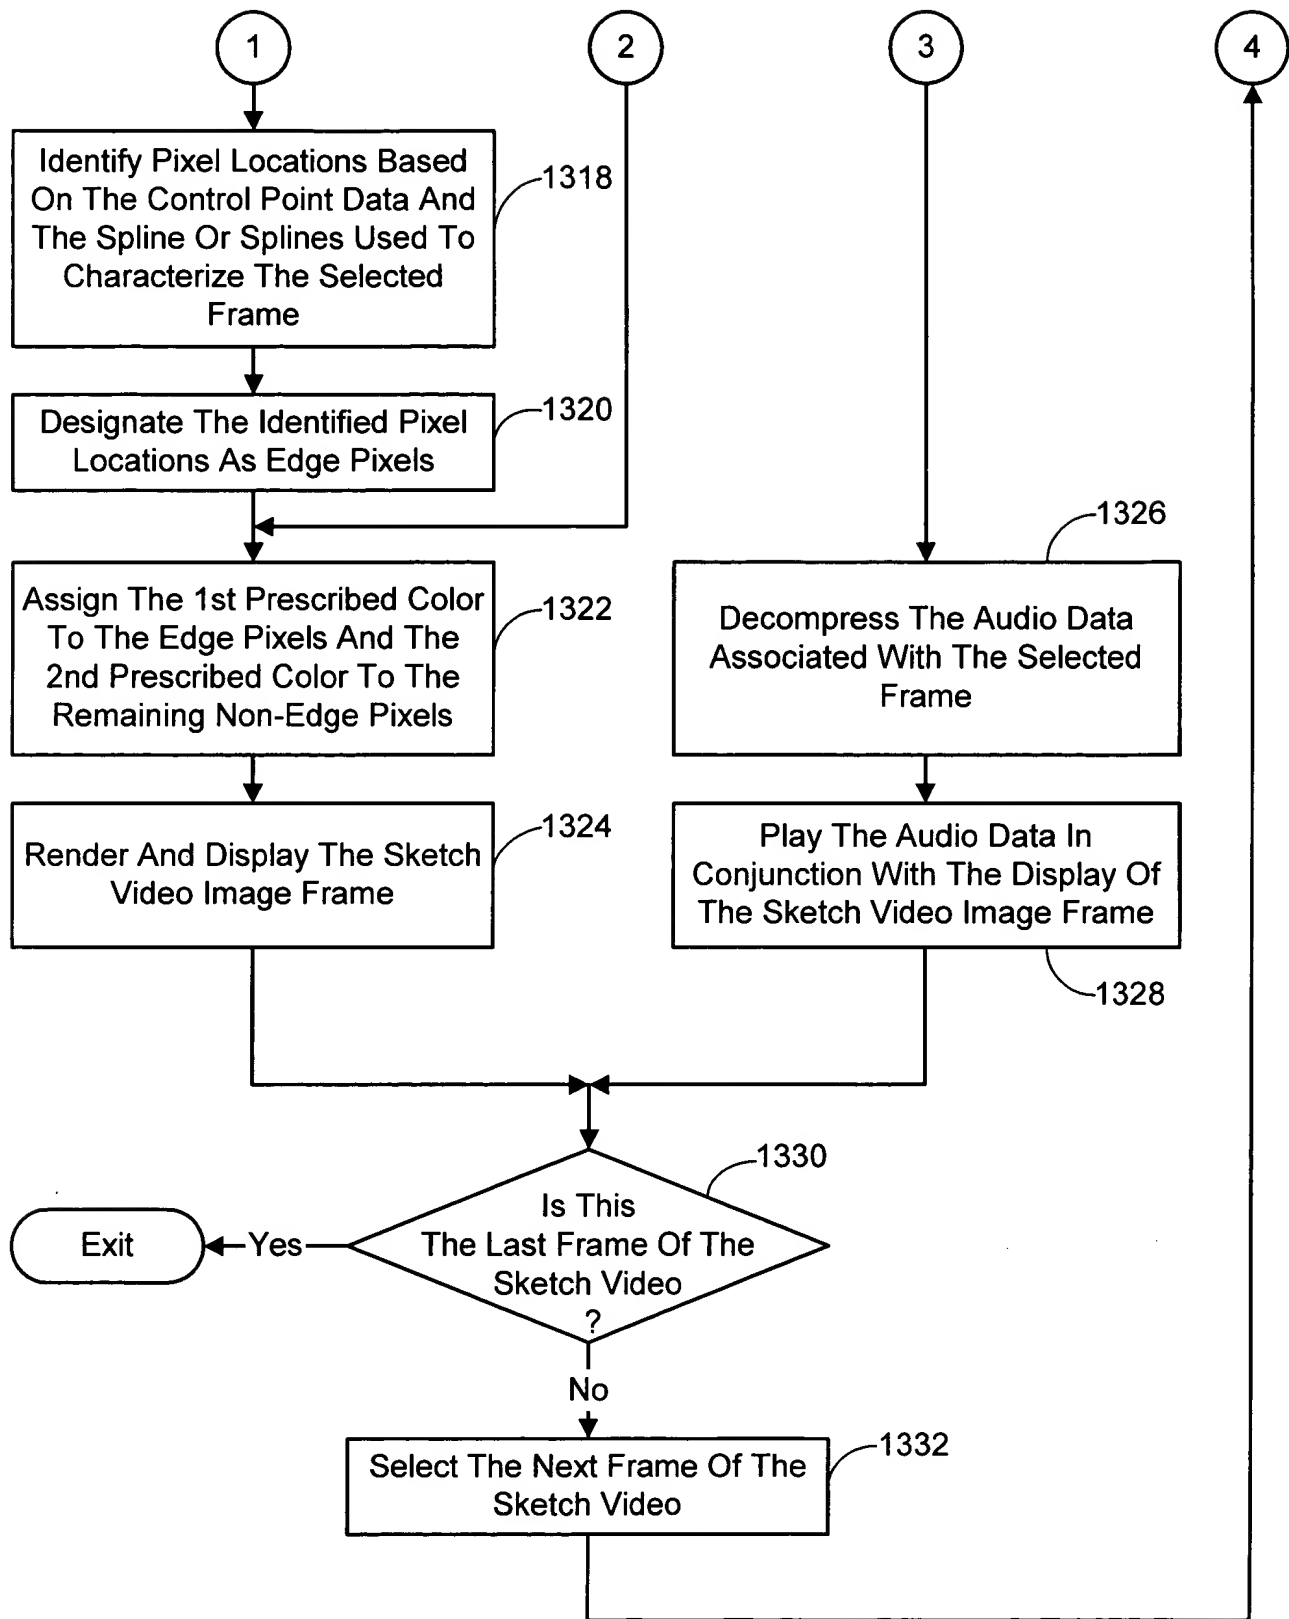 1
2
3
4
Identify Pixel Locations Based
On The Control Point Data And
The Spline Or Splines Used To
Characterize The Selected
Frame
1318
Designate The Identified Pixel
Locations As Edge Pixels
1320
Assign The 1st Prescribed Color
To The Edge Pixels And The
2nd Prescribed Color To The
Remaining Non-Edge Pixels
1322
1326
Decompress The Audio Data
Associated With The Selected
Frame
Render And Display The Sketch
Video Image Frame
1324
Play The Audio Data In
Conjunction With The Display Of
The Sketch Video Image Frame
1328
1330
Is This
The Last Frame Of The
Sketch Video
?
Yes
Exit
No
Select The Next Frame Of The
Sketch Video
1332